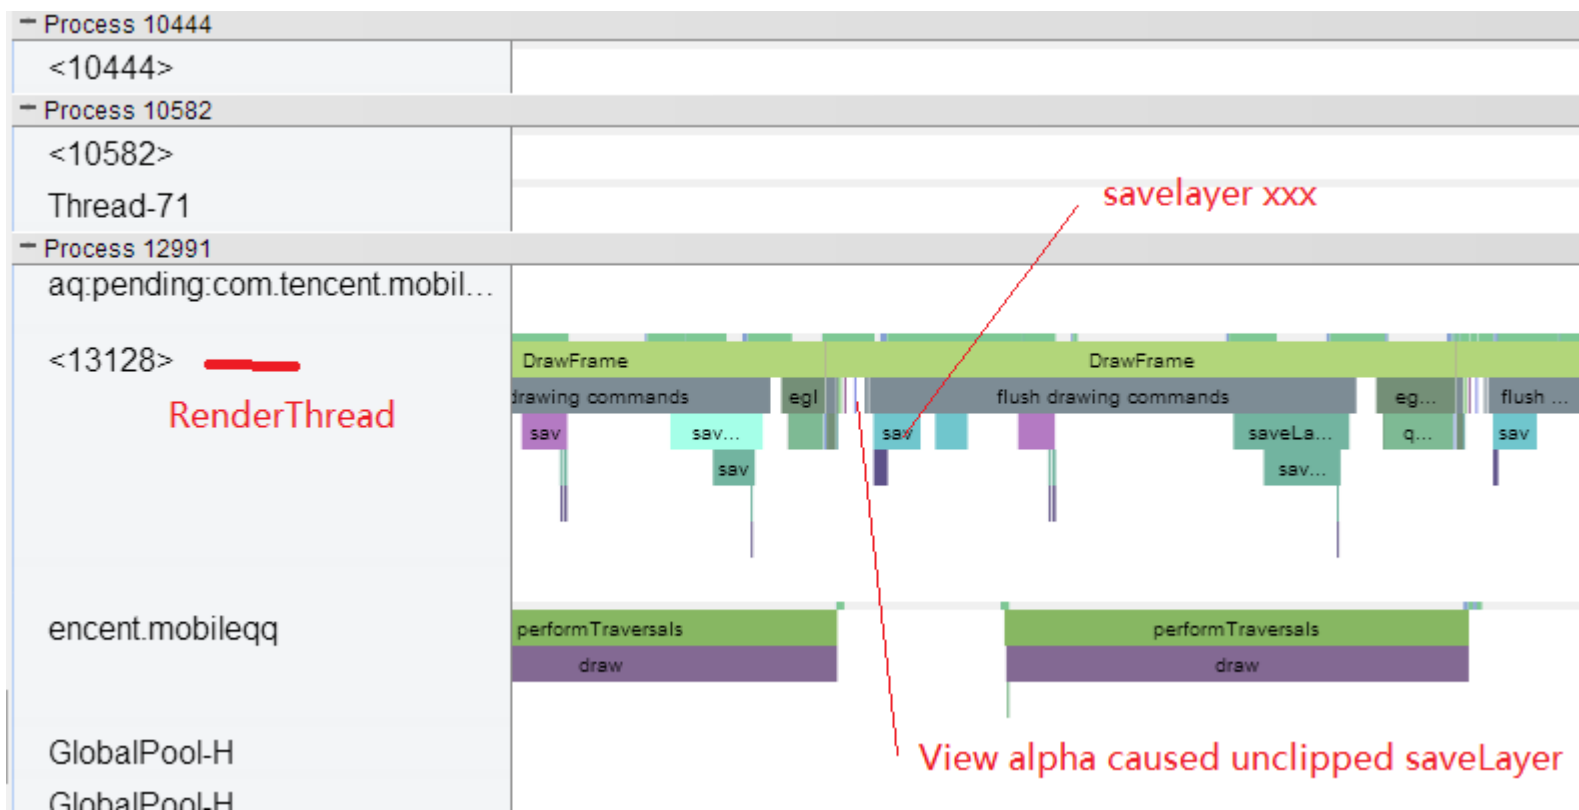 Process 10444
<10444>
Process 10582
<10582>
Thread-71
savelayer xxx
Process 12991
aq:pending:com.tencent.mobil...
<13128>
RenderThread
DrawFrame
DrawFrame
drawing commands
egl
flush drawing commands
eg...
flush ...
sav
sav...
sav
saveLa...
q...
sav
sav
sav...
encent.mobileqq
performTraversals
performTraversals
draw
draw
GlobalPool-H
View alpha caused unclipped saveLayer
GlobalPool-H